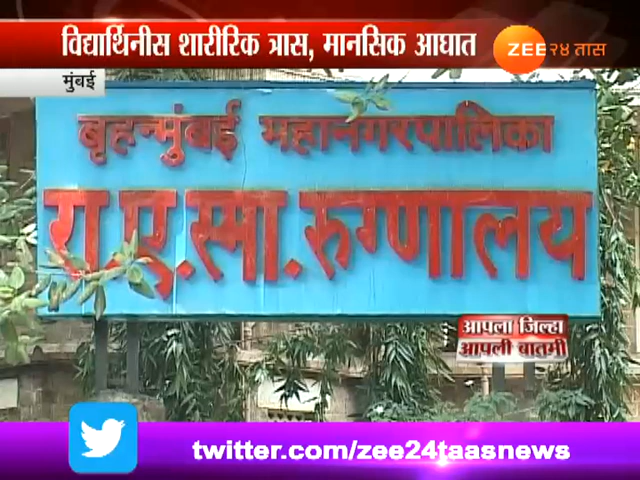 विद्यार्थिनीस शारीरिक त्रास, मानसिक आघात
ZEE २४ तास
मुंबई
बृहन्मुंबई महानगरपालिका
रा.ए.स्मा.रुग्णालय
आपला जिल्हा
आपली बातमी
twitter.com/zee24taasnews